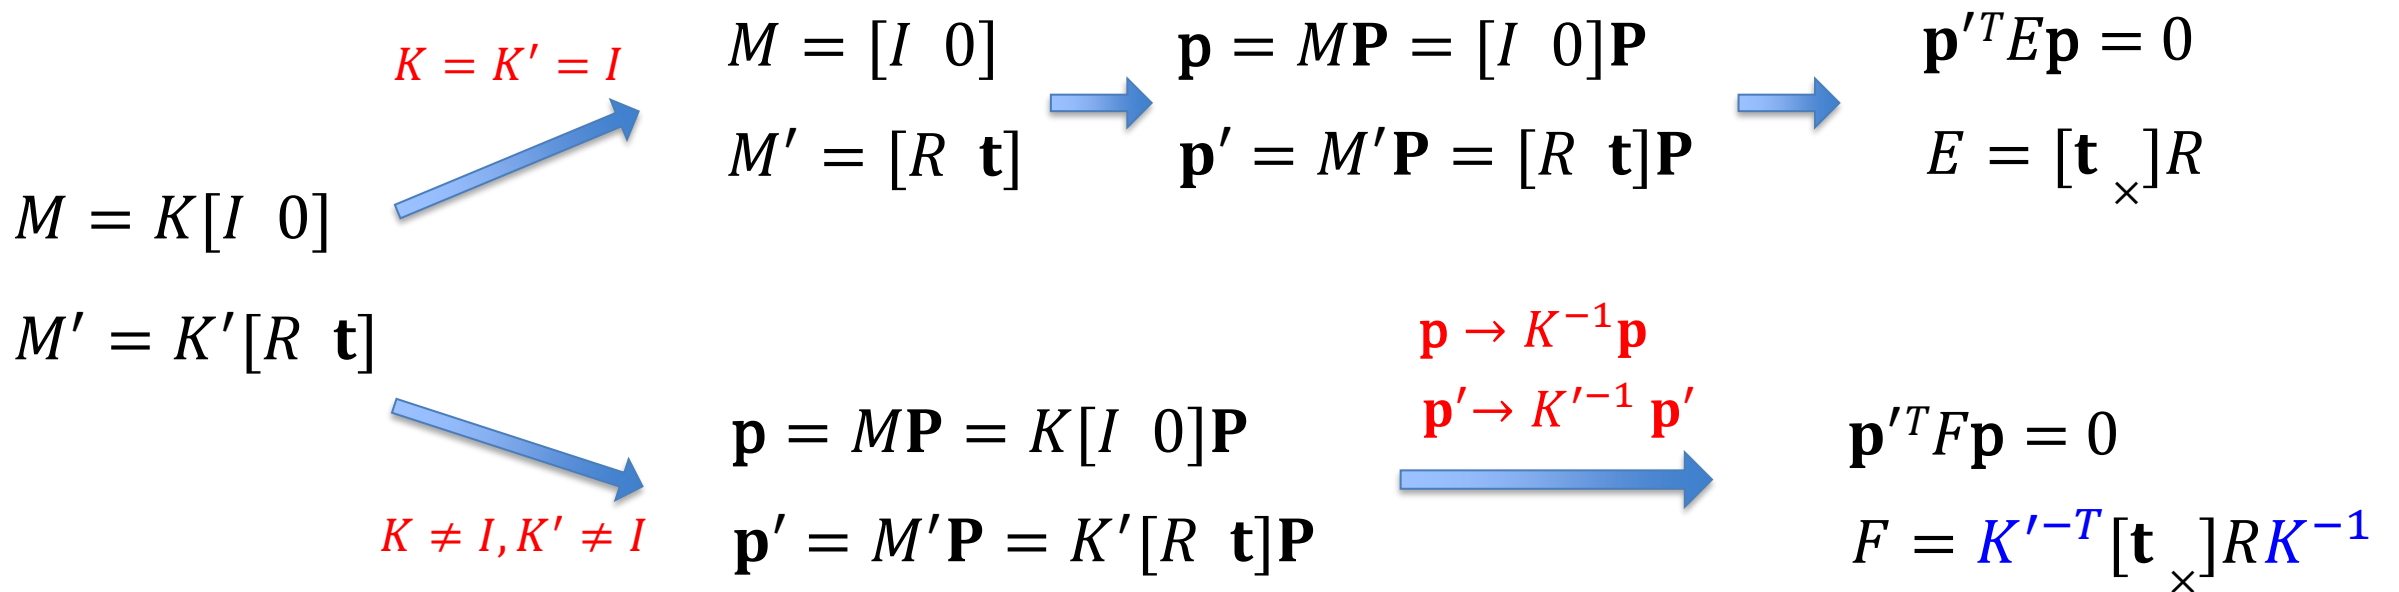 M = K[I 0]
M′ = K′[R t]
K = K′ = I
M = [I 0]
M′ = [R t]
p = MP = [I 0]P
p′ = M′P = [R t]P
p′ᵀEp = 0
E = [t ×]R
K ≠ I, K′ ≠ I
p = MP = K[I 0]P
p′ = M′P = K′[R t]P
p → K⁻¹p
p′→ K′⁻¹ p′
p′ᵀFp = 0
F = K′⁻ᵀ[t ×]RK⁻¹